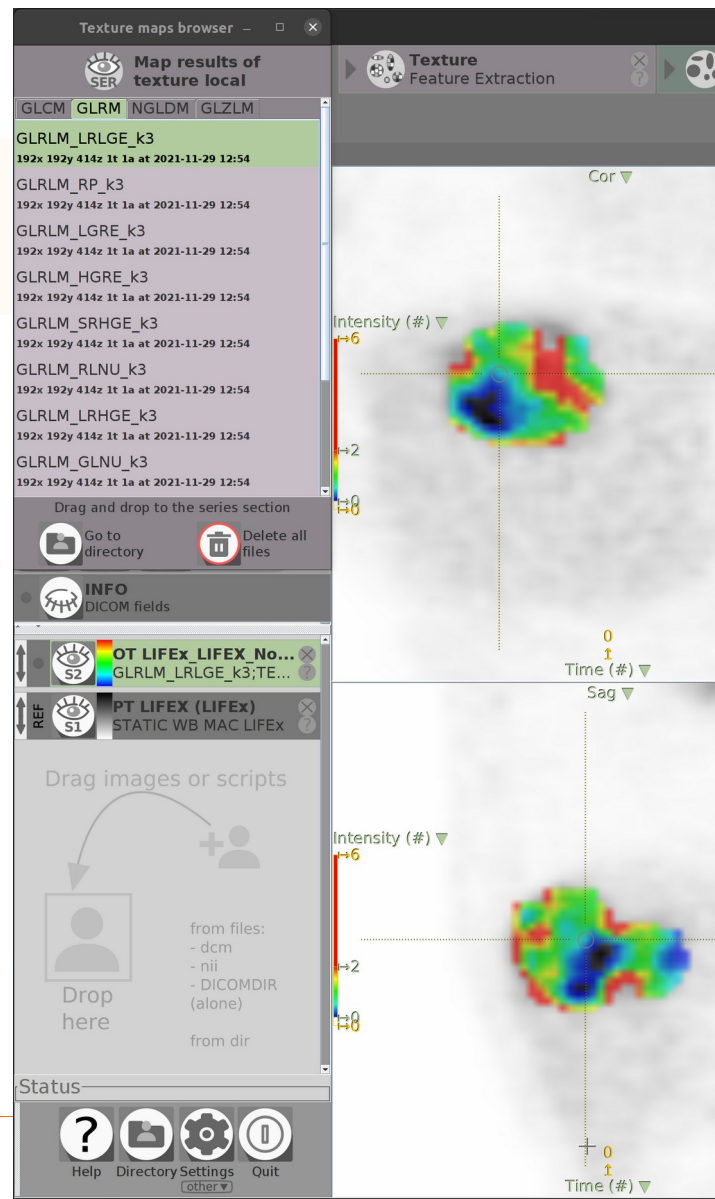 Texture maps browser
SER
Map results of
texture local
GLCM GLRM NGLDM GLZLM
GLRLM_LRLGE_k3
192x 192y 414z 1t 1a at 2021-11-29 12:54
GLRLM_RP_k3
192x 192y 414z 1t 1a at 2021-11-29 12:54
GLRLM_LGRE_k3
192x 192y 414z 1t 1a at 2021-11-29 12:54
GLRLM_HGRE_k3
192x 192y 414z 1t 1a at 2021-11-29 12:54
GLRLM_SRHGE_k3
192x 192y 414z 1t 1a at 2021-11-29 12:54
GLRLM_RLNU_k3
192x 192y 414z 1t 1a at 2021-11-29 12:54
GLRLM_LRHGE_k3
192x 192y 414z 1t 1a at 2021-11-29 12:54
GLRLM_GLNU_k3
192x 192y 414z 1t 1a at 2021-11-29 12:54
Drag and drop to the series section
Go to
directory
Delete all
files
INFO
DICOM fields
S2
OT LIFEx_LIFEX_No...
GLRLM_LRLGE_k3;TE...
?
REF
S1
PT LIFEX (LIFEx)
STATIC WB MAC LIFEx
?
Drag images or scripts
from files:
- dcm
- nii
- DICOMDIR
(alone)
from dir
Drop
here
Status
?
Help
Directory
Settings
other ▼
Quit
Texture
Feature Extraction
?
Cor ▼
Intensity (#) ▼
6
2
0
Time (#) ▼
Sag ▼
Intensity (#) ▼
6
2
0
Time (#) ▼